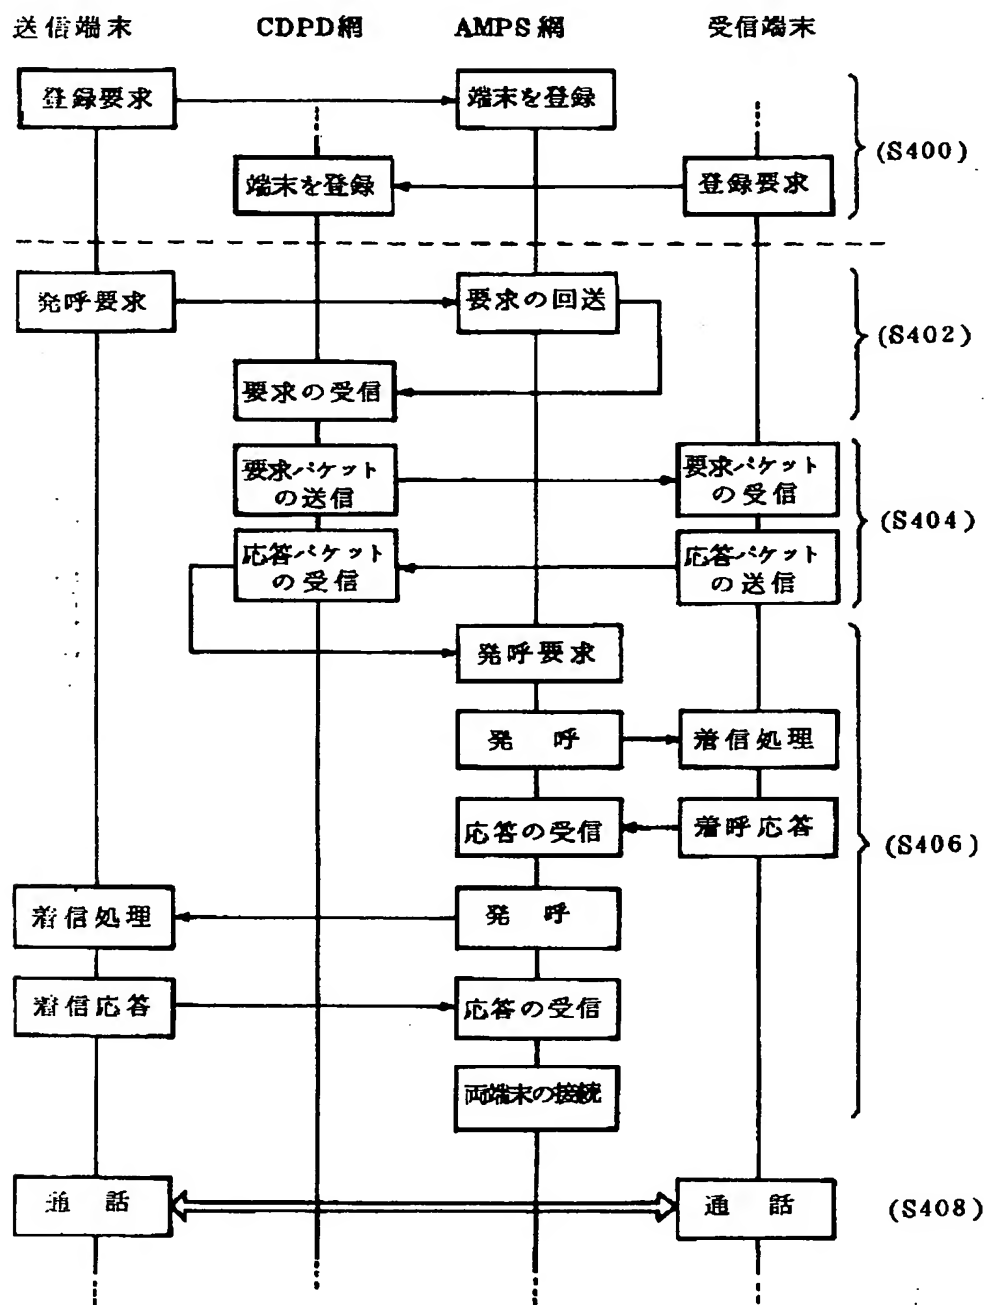 送信端末 CDPD網 AMPS網 受信端末
登録要求
端末を登録
端末を登録
登録要求
(S400)
発呼要求
要求の回送
要求の受信
(S402)
要求パケット
の送信
要求パケット
の受信
応答パケット
の受信
応答パケット
の送信
(S404)
発呼要求
発呼
着信処理
応答の受信
着呼応答
着信処理
発呼
着信応答
応答の受信
両端末の接続
(S406)
通話
通話
(S408)